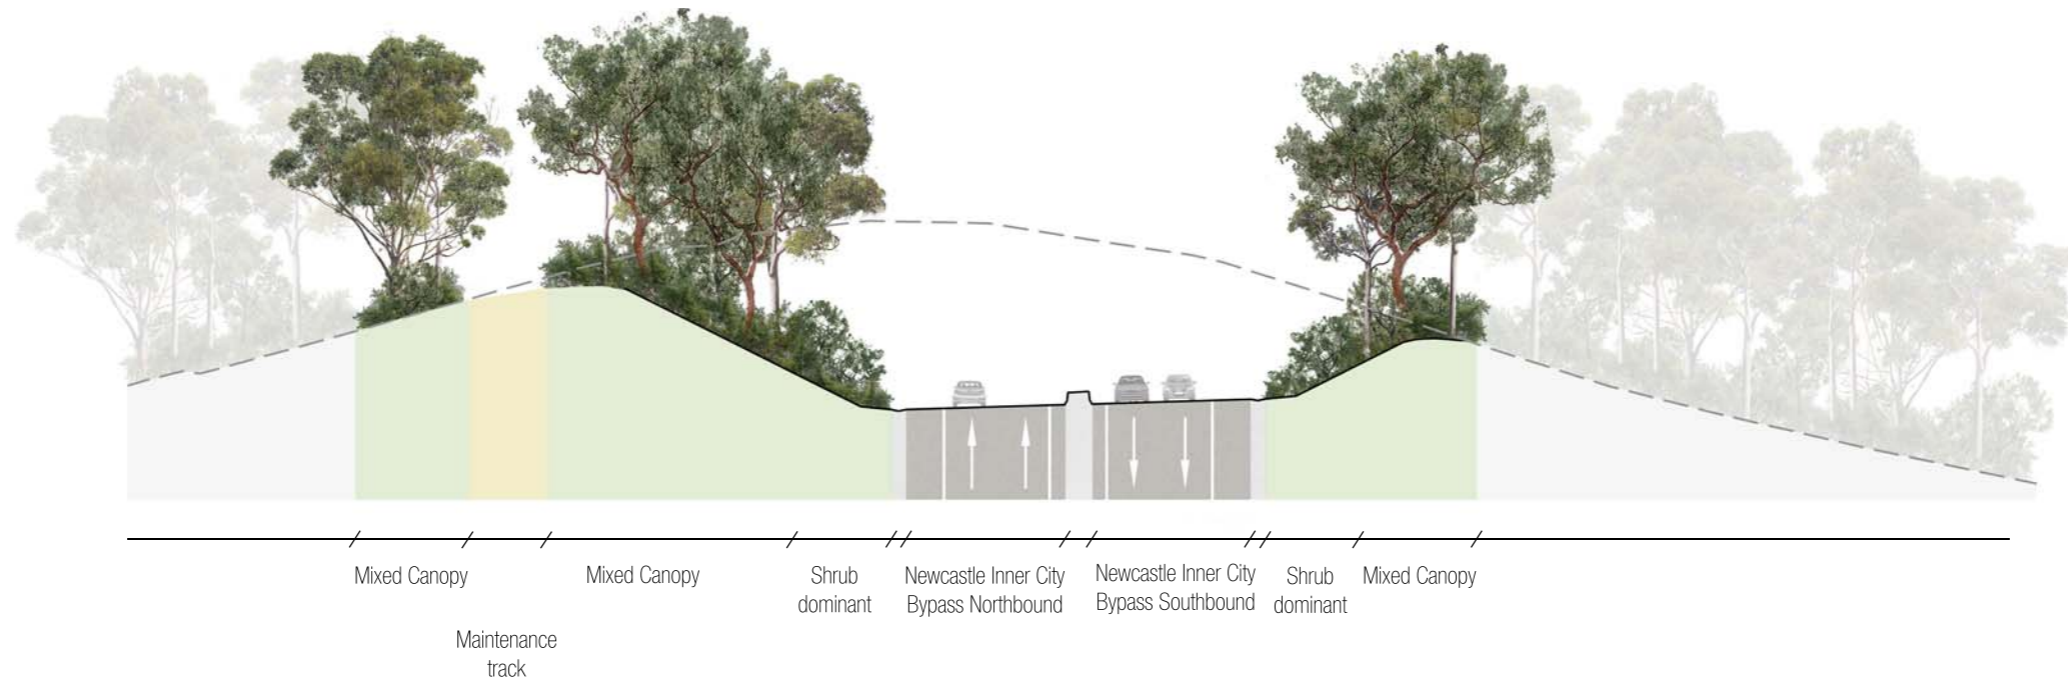 Mixed Canopy
Maintenance
track
Mixed Canopy
Shrub
dominant
Newcastle Inner City
Bypass Northbound
Newcastle Inner City
Bypass Southbound
Shrub
dominant
Mixed Canopy